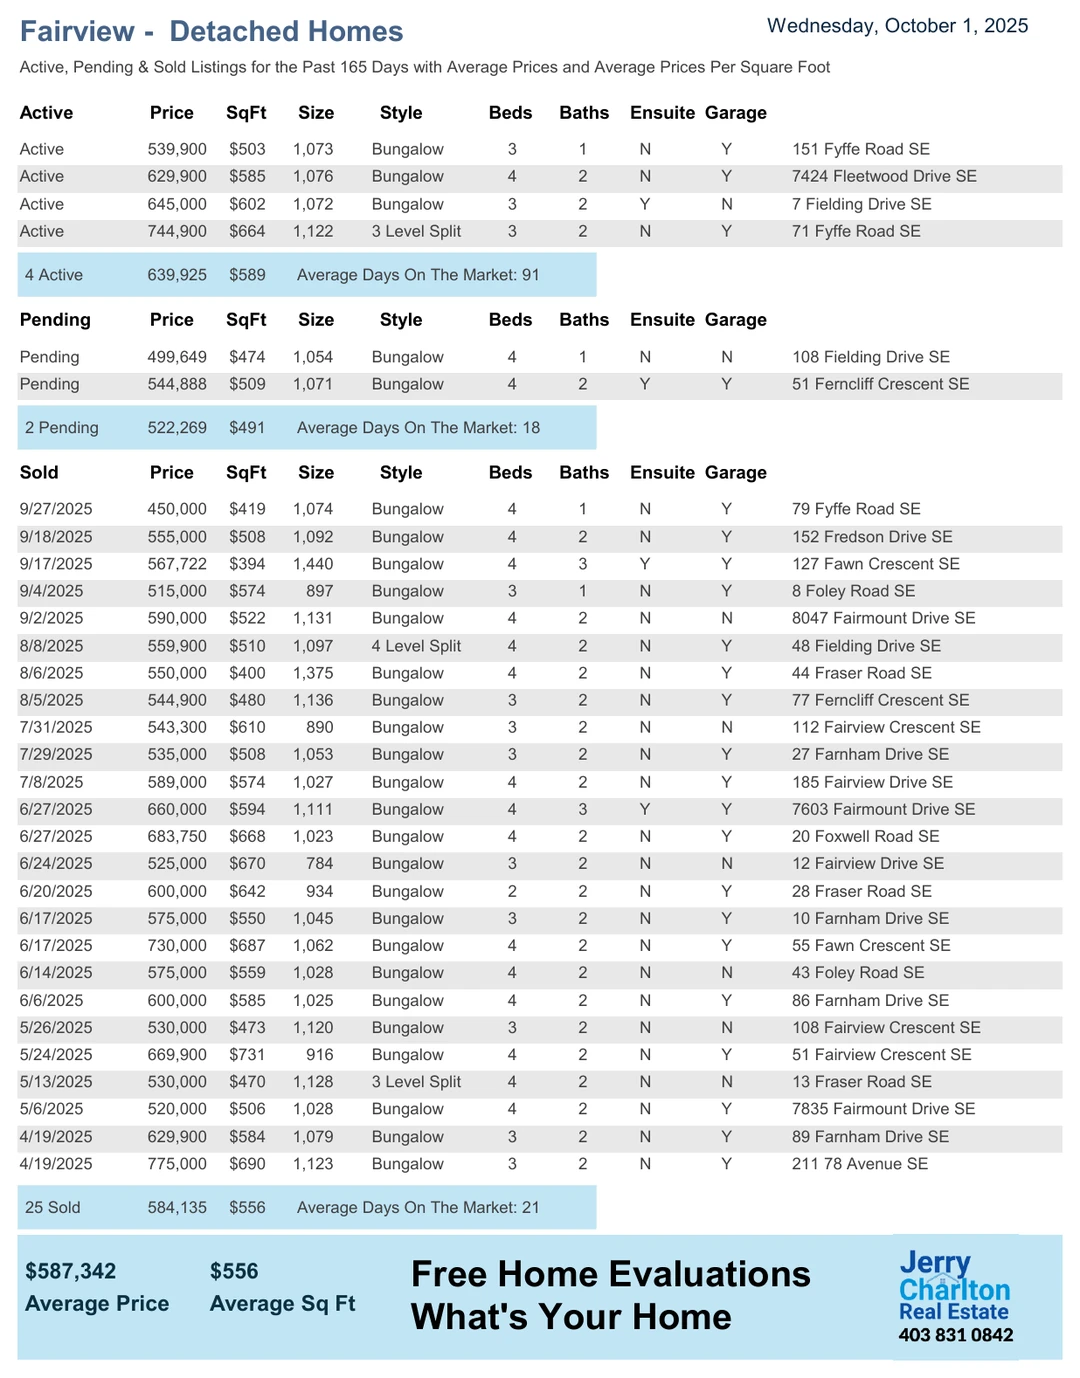 Fairview -  Detached Homes
Wednesday, October 1, 2025
Active, Pending & Sold Listings for the Past 165 Days with Average Prices and Average Prices Per Square Foot
Active Price SqFt Size Style Beds Baths Ensuite Garage
Active 539,900 $503 1,073 Bungalow 3 1 N Y 151 Fyffe Road SE
Active 629,900 $585 1,076 Bungalow 4 2 N Y 7424 Fleetwood Drive SE
Active 645,000 $602 1,072 Bungalow 3 2 Y N 7 Fielding Drive SE
Active 744,900 $664 1,122 3 Level Split 3 2 N Y 71 Fyffe Road SE
4 Active 639,925 $589 Average Days On The Market: 91
Pending Price SqFt Size Style Beds Baths Ensuite Garage
Pending 499,649 $474 1,054 Bungalow 4 1 N N 108 Fielding Drive SE
Pending 544,888 $509 1,071 Bungalow 4 2 Y Y 51 Ferncliff Crescent SE
2 Pending 522,269 $491 Average Days On The Market: 18
Sold Price SqFt Size Style Beds Baths Ensuite Garage
9/27/2025 450,000 $419 1,074 Bungalow 4 1 N Y 79 Fyffe Road SE
9/18/2025 555,000 $508 1,092 Bungalow 4 2 N Y 152 Fredson Drive SE
9/17/2025 567,722 $394 1,440 Bungalow 4 3 Y Y 127 Fawn Crescent SE
9/4/2025 515,000 $574 897 Bungalow 3 1 N Y 8 Foley Road SE
9/2/2025 590,000 $522 1,131 Bungalow 4 2 N N 8047 Fairmount Drive SE
8/8/2025 559,900 $510 1,097 4 Level Split 4 2 N Y 48 Fielding Drive SE
8/6/2025 550,000 $400 1,375 Bungalow 4 2 N Y 44 Fraser Road SE
8/5/2025 544,900 $480 1,136 Bungalow 3 2 N Y 77 Ferncliff Crescent SE
7/31/2025 543,300 $610 890 Bungalow 3 2 N N 112 Fairview Crescent SE
7/29/2025 535,000 $508 1,053 Bungalow 3 2 N Y 27 Farnham Drive SE
7/8/2025 589,000 $574 1,027 Bungalow 4 2 N Y 185 Fairview Drive SE
6/27/2025 660,000 $594 1,111 Bungalow 4 3 Y Y 7603 Fairmount Drive SE
6/27/2025 683,750 $668 1,023 Bungalow 4 2 N Y 20 Foxwell Road SE
6/24/2025 525,000 $670 784 Bungalow 3 2 N N 12 Fairview Drive SE
6/20/2025 600,000 $642 934 Bungalow 2 2 N Y 28 Fraser Road SE
6/17/2025 575,000 $550 1,045 Bungalow 3 2 N Y 10 Farnham Drive SE
6/17/2025 730,000 $687 1,062 Bungalow 4 2 N Y 55 Fawn Crescent SE
6/14/2025 575,000 $559 1,028 Bungalow 4 2 N N 43 Foley Road SE
6/6/2025 600,000 $585 1,025 Bungalow 4 2 N Y 86 Farnham Drive SE
5/26/2025 530,000 $473 1,120 Bungalow 3 2 N N 108 Fairview Crescent SE
5/24/2025 669,900 $731 916 Bungalow 4 2 N Y 51 Fairview Crescent SE
5/13/2025 530,000 $470 1,128 3 Level Split 4 2 N N 13 Fraser Road SE
5/6/2025 520,000 $506 1,028 Bungalow 4 2 N Y 7835 Fairmount Drive SE
4/19/2025 629,900 $584 1,079 Bungalow 3 2 N Y 89 Farnham Drive SE
4/19/2025 775,000 $690 1,123 Bungalow 3 2 N Y 211 78 Avenue SE
25 Sold 584,135 $556 Average Days On The Market: 21
$587,342 $556
Average Price Average Sq Ft
Free Home Evaluations
What's Your Home
Jerry
Charlton
Real Estate
403 831 0842